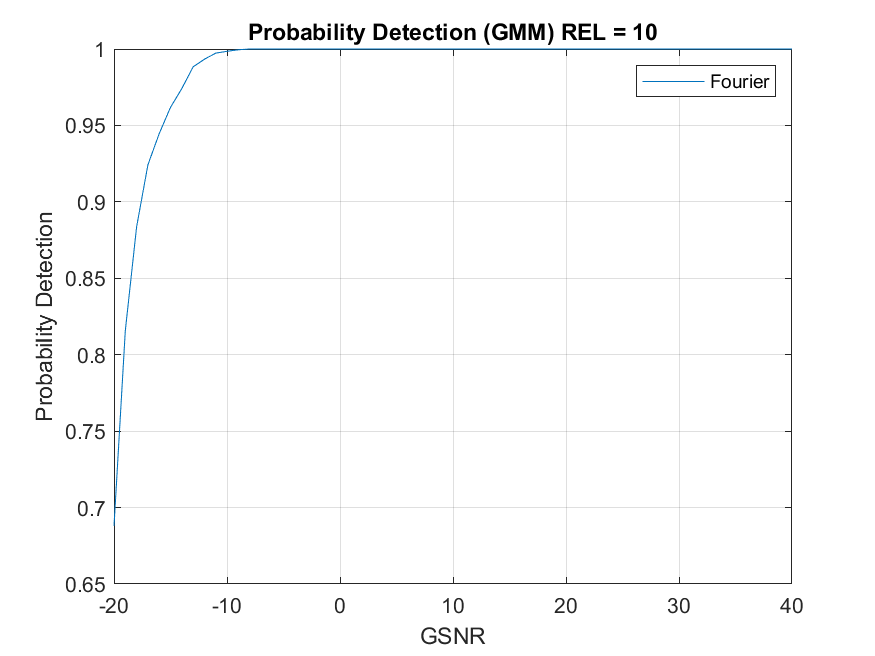 Probability Detection (GMM) REL = 10
Fourier
1
0.95
0.9
0.85
0.8
0.75
0.7
0.65
Probability Detection
-20 -10 0 10 20 30 40
GSNR